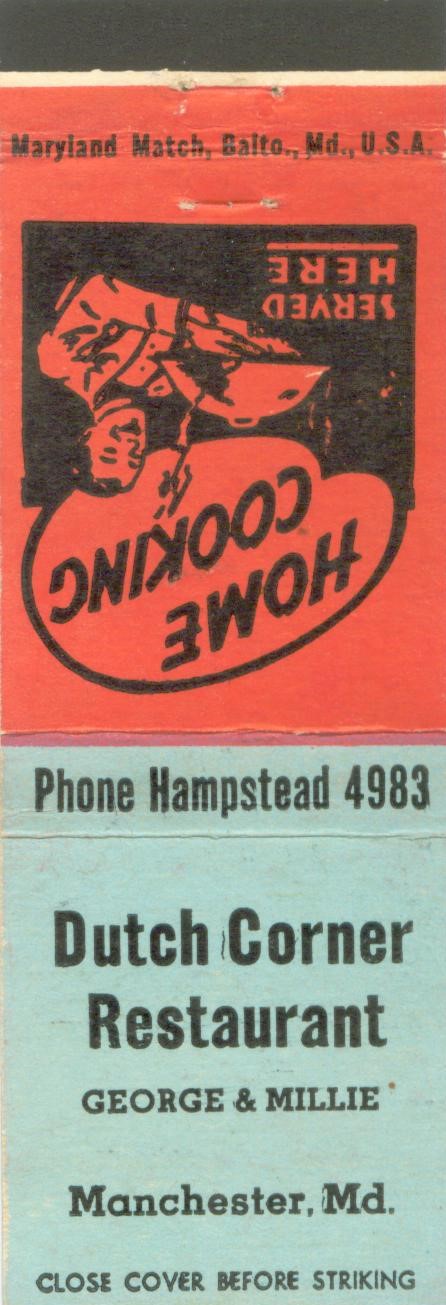 Maryland Match, Balto., Md., U.S.A.
HOME
COOKING
SERVED
HERE
Phone Hampstead 4983
Dutch Corner
Restaurant
GEORGE & MILLIE
Manchester, Md.
CLOSE COVER BEFORE STRIKING